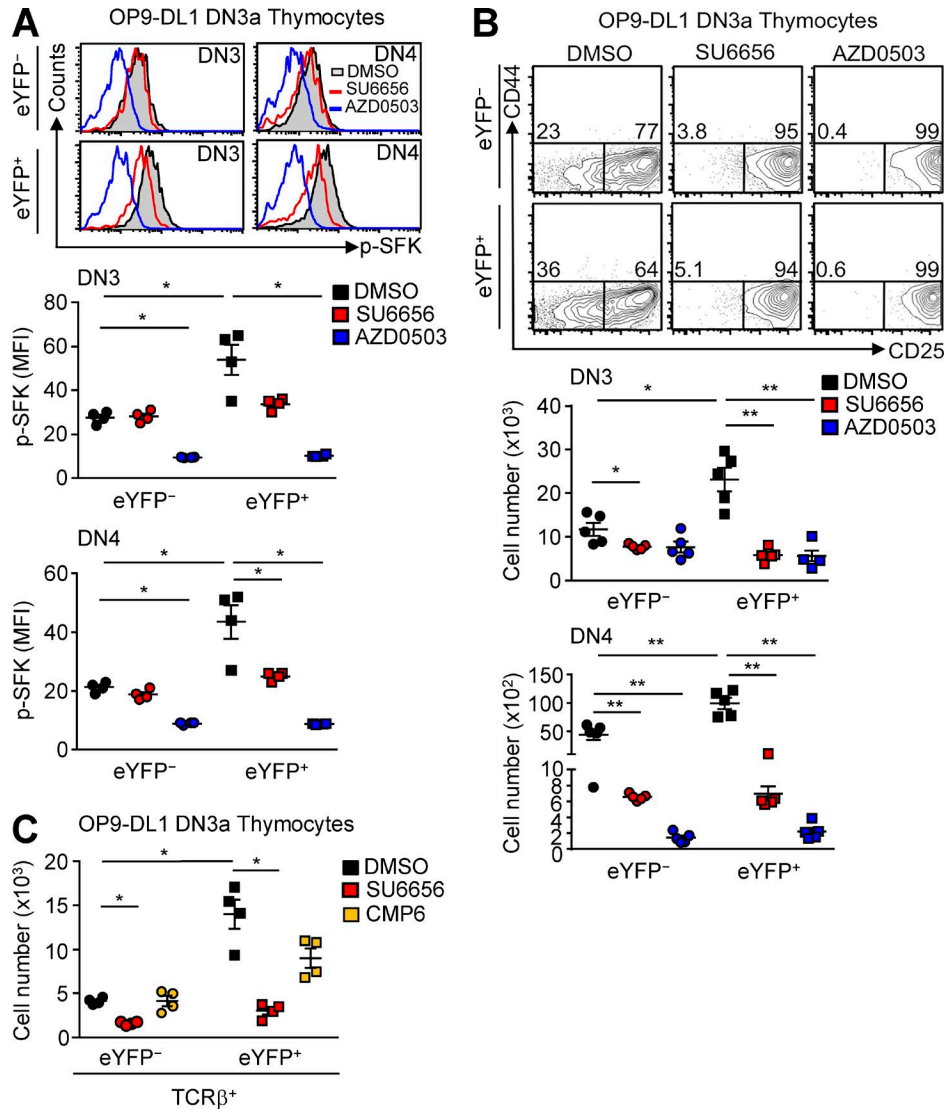 A
OP9-DL1 DN3a Thymocytes
eYFP⁻
Counts
DN3
DN4
DMSO
SU6656
AZD0503
eYFP⁺
DN3
DN4
p-SFK
DN3
DMSO
SU6656
AZD0503
p-SFK (MFI)
80
60
40
20
0
* * *
eYFP⁻ eYFP⁺
DN4
p-SFK (MFI)
60
40
20
0
* * * *
eYFP⁻ eYFP⁺
B
OP9-DL1 DN3a Thymocytes
DMSO SU6656 AZD0503
eYFP⁻
CD44
23 77 3.8 95 0.4 99
eYFP⁺
36 64 5.1 94 0.6 99
CD25
DN3
DMSO
SU6656
AZD0503
Cell number (x10³)
40
30
20
10
0
* * ** **
eYFP⁻ eYFP⁺
DN4
Cell number (x10²)
150
100
50
10
8
6
4
2
0
** ** ** ** **
eYFP⁻ eYFP⁺
C
OP9-DL1 DN3a Thymocytes
DMSO
SU6656
CMP6
Cell number (x10³)
20
15
10
5
0
* * *
eYFP⁻ eYFP⁺
TCRβ⁺